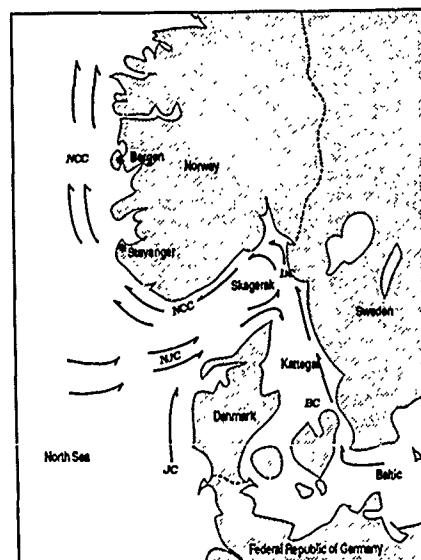 NCC
Bergen
Norway
Stavanger
Skagerak
NCC
Sweden
NJC
Kattegat
BC
Denmark
North Sea
JC
Baltic
Federal Republic of Germany